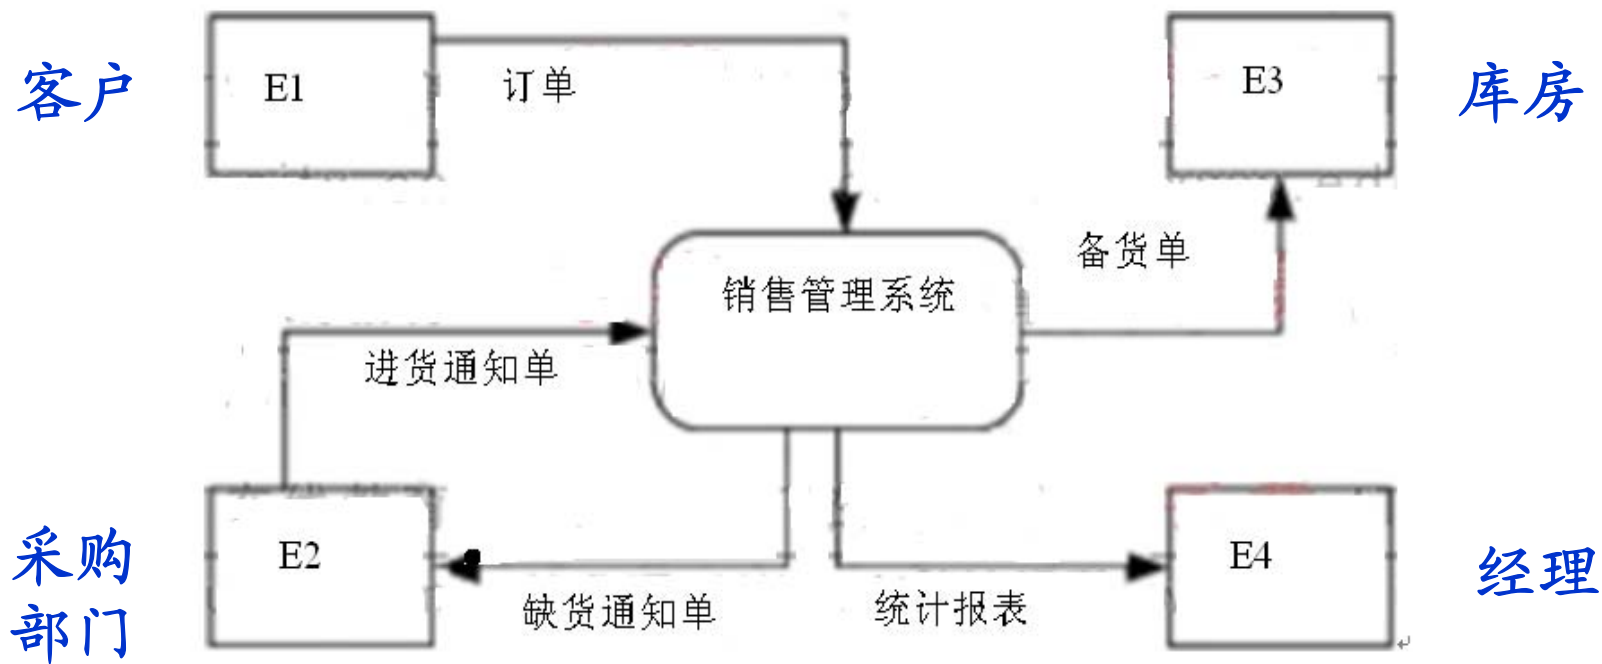 客户
E1
订单
E3
库房
备货单
销售管理系统
进货通知单
采购
部门
E2
缺货通知单
统计报表
E4
经理